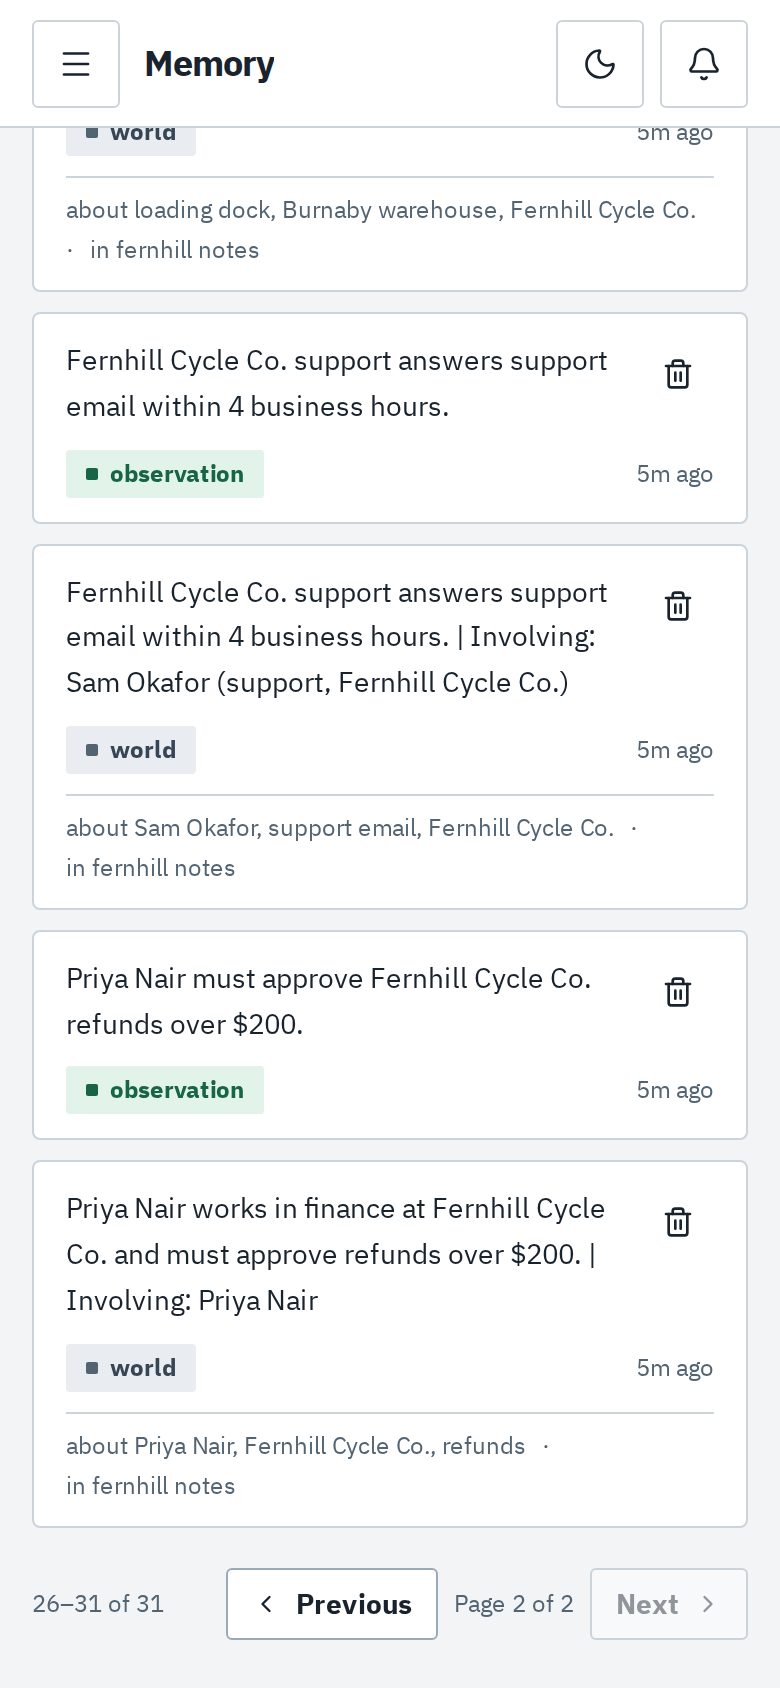 Memory
world
5m ago
about loading dock, Burnaby warehouse, Fernhill Cycle Co.
· in fernhill notes
Fernhill Cycle Co. support answers support
email within 4 business hours.
observation
5m ago
Fernhill Cycle Co. support answers support
email within 4 business hours. | Involving:
Sam Okafor (support, Fernhill Cycle Co.)
world
5m ago
about Sam Okafor, support email, Fernhill Cycle Co. ·
in fernhill notes
Priya Nair must approve Fernhill Cycle Co.
refunds over $200.
observation
5m ago
Priya Nair works in finance at Fernhill Cycle
Co. and must approve refunds over $200. |
Involving: Priya Nair
world
5m ago
about Priya Nair, Fernhill Cycle Co., refunds ·
in fernhill notes
26–31 of 31
Previous
Page 2 of 2
Next